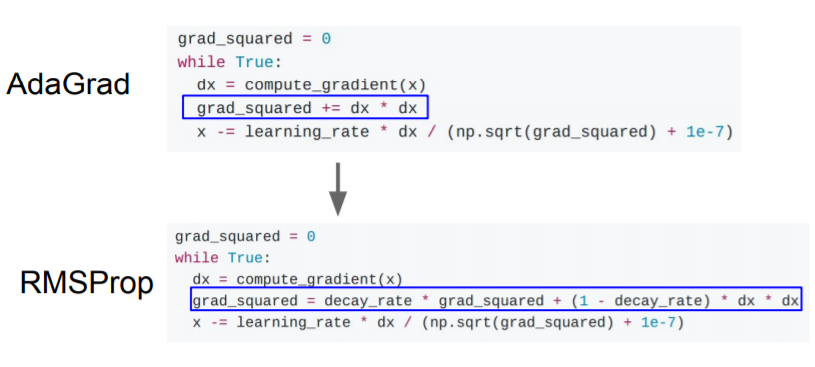 AdaGrad
grad_squared = 0
while True:
  dx = compute_gradient(x)
  grad_squared += dx * dx
  x -= learning_rate * dx / (np.sqrt(grad_squared) + 1e-7)
RMSProp
grad_squared = 0
while True:
  dx = compute_gradient(x)
  grad_squared = decay_rate * grad_squared + (1 - decay_rate) * dx * dx
  x -= learning_rate * dx / (np.sqrt(grad_squared) + 1e-7)